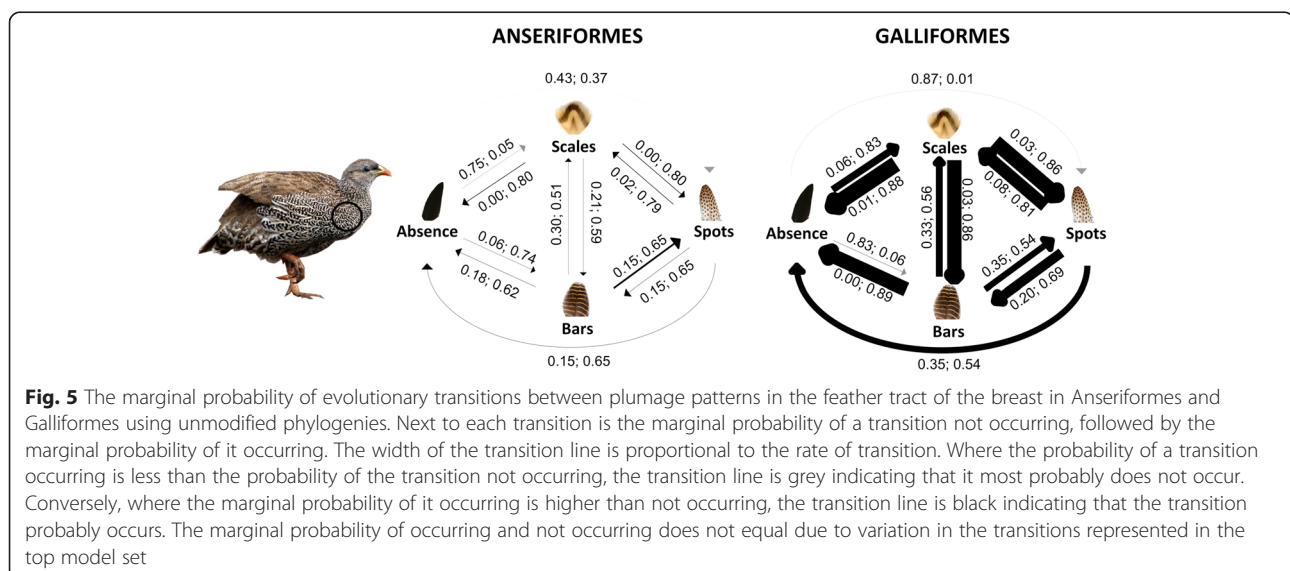 ANSERIFORMES
GALLIFORMES
0.43; 0.37
0.87; 0.01
Scales
Scales
0.75; 0.05
0.00; 0.80
0.00; 0.80
0.02; 0.79
0.06; 0.83
0.01; 0.88
0.03; 0.86
0.08; 0.81
Absence
0.30; 0.51
0.21; 0.59
Spots
Absence
0.33; 0.56
0.03; 0.86
Spots
0.06; 0.74
0.18; 0.62
0.15; 0.65
0.15; 0.65
0.83; 0.06
0.00; 0.89
0.35; 0.54
0.20; 0.69
Bars
Bars
0.15; 0.65
0.35; 0.54
Fig. 5 The marginal probability of evolutionary transitions between plumage patterns in the feather tract of the breast in Anseriformes and
Galliformes using unmodified phylogenies. Next to each transition is the marginal probability of a transition not occurring, followed by the
marginal probability of it occurring. The width of the transition line is proportional to the rate of transition. Where the probability of a transition
occurring is less than the probability of the transition not occurring, the transition line is grey indicating that it most probably does not occur.
Conversely, where the marginal probability of it occurring is higher than not occurring, the transition line is black indicating that the transition
probably occurs. The marginal probability of occurring and not occurring does not equal due to variation in the transitions represented in the
top model set